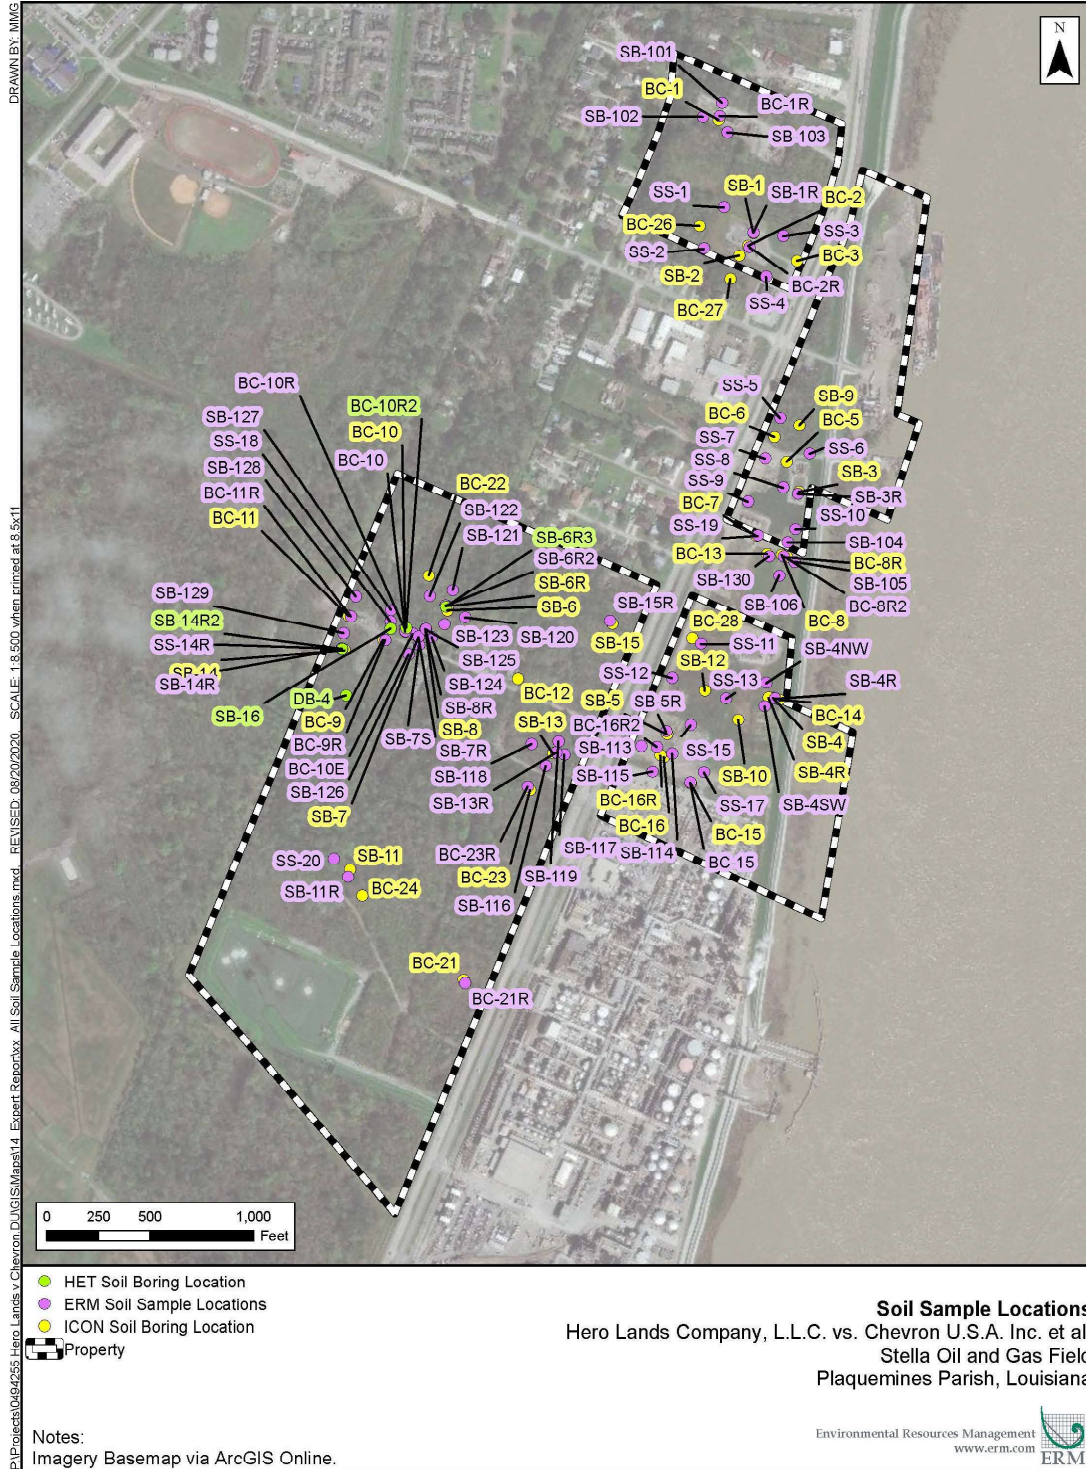 DRAWN BY: MMG
REVISED: 08/20/2020. SCALE: 1:8,500 when printed at 8.5x11
N
SB-101
BC-1
BC-1R
SB-102
SB-103
SS-1
SB-1
SB-1R
BC-2
BC-26
SS-3
SS-2
BC-3
SB-2
BC-2R
BC-27
SS-4
SS-5
SB-9
BC-6
BC-5
SS-7
SS-6
SS-8
SB-3
SS-9
SB-3R
BC-7
SS-10
SS-19
SB-104
BC-13
BC-8R
SB-130
SB-105
SB-106
BC-8R2
BC-8
BC-10R
BC-10R2
SB-127
BC-10
SS-18
BC-10
SB-128
BC-22
BC-11R
SB-122
BC-11
SB-121
SB-6R3
SB-6R2
SB-6R
SB-6
SB-129
SB-14R2
SS-14R
SB-14
SB-14R
SB-16
SB-123
SB-120
SB-125
SB-124
SB-15R
SB-15
BC-28
SS-11
SB-12
SB-4NW
SS-12
SS-13
SB-4R
DB-4
BC-12
SB-8R
SB-5
SB-5R
BC-14
BC-9
SB-8
SB-13
BC-16R2
SB-4
BC-9R
SB-7S
SB-7R
SB-113
SS-15
SB-4R
BC-10E
SB-118
SB-115
SB-10
SB-126
SB-13R
BC-16R
SS-17
SB-4SW
SB-7
BC-16
BC-15
BC-23R
SB-117
SB-114
BC-15
SS-20
SB-11
BC-23
SB-119
SB-11R
BC-24
SB-116
BC-21
BC-21R
0 250 500 1,000
Feet
HET Soil Boring Location
ERM Soil Sample Locations
ICON Soil Boring Location
Property
Soil Sample Locations
Hero Lands Company, L.L.C. vs. Chevron U.S.A. Inc. et al
Stella Oil and Gas Field
Plaquemines Parish, Louisiana
Notes:
Imagery Basemap via ArcGIS Online.
Environmental Resources Management
www.erm.com
ERM